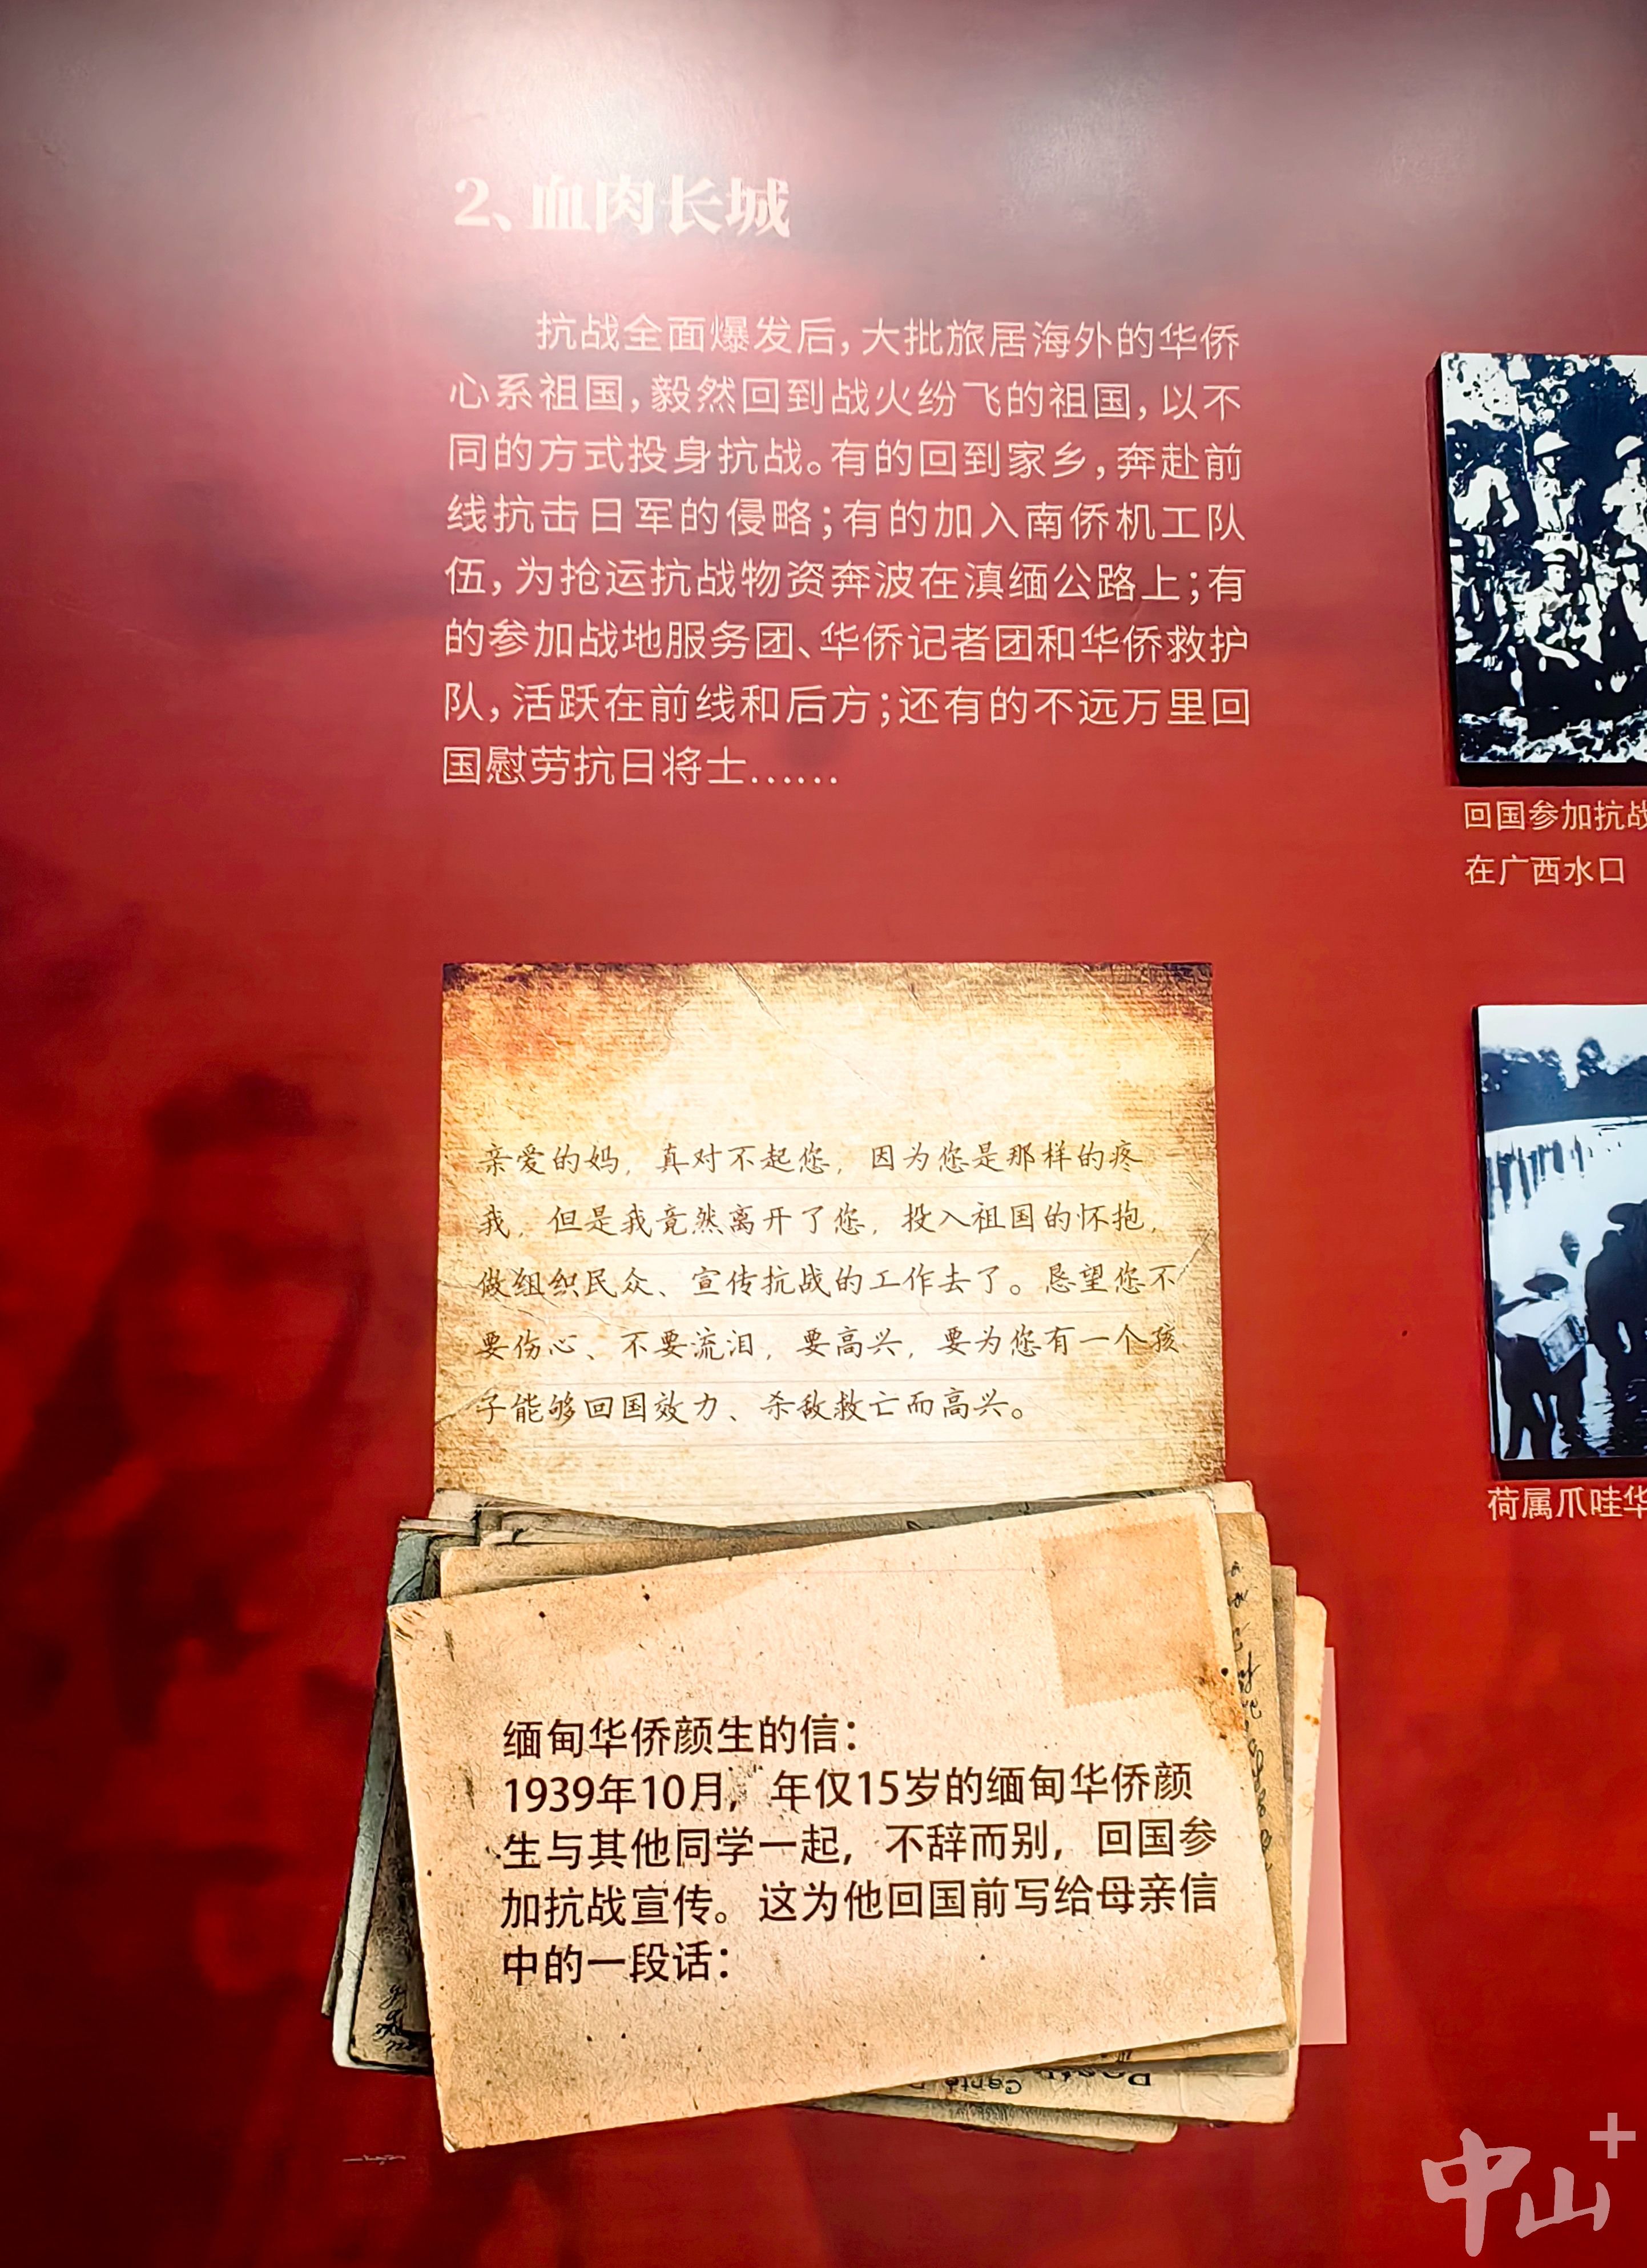 2、血肉长城
抗战全面爆发后，大批旅居海外的华侨
心系祖国，毅然回到战火纷飞的祖国，以不
同的方式投身抗战。有的回到家乡，奔赴前
线抗击日军的侵略；有的加入南侨机工队
伍，为抢运抗战物资奔波在滇缅公路上；有
的参加战地服务团、华侨记者团和华侨救护
队，活跃在前线和后方；还有的不远万里回
国慰劳抗日将士……
回国参加抗战
在广西水口
亲爱的妈，真对不起您，因为您是那样的疼
我，但是我竟然离开了您，投入祖国的怀抱，
做组织民众、宣传抗战的工作去了。恳望您不
要伤心、不要流泪，要高兴，要为您有一个孩
子能够回国效力、杀敌救亡而高兴。
荷属爪哇华
缅甸华侨颜生的信：
1939年10月，年仅15岁的缅甸华侨颜
生与其他同学一起，不辞而别，回国参
加抗战宣传。这为他回国前写给母亲信
中的一段话：
中山+